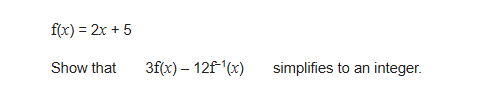 f(x) = 2x + 5
Show that 3f(x) – 12f⁻¹(x) simplifies to an integer.